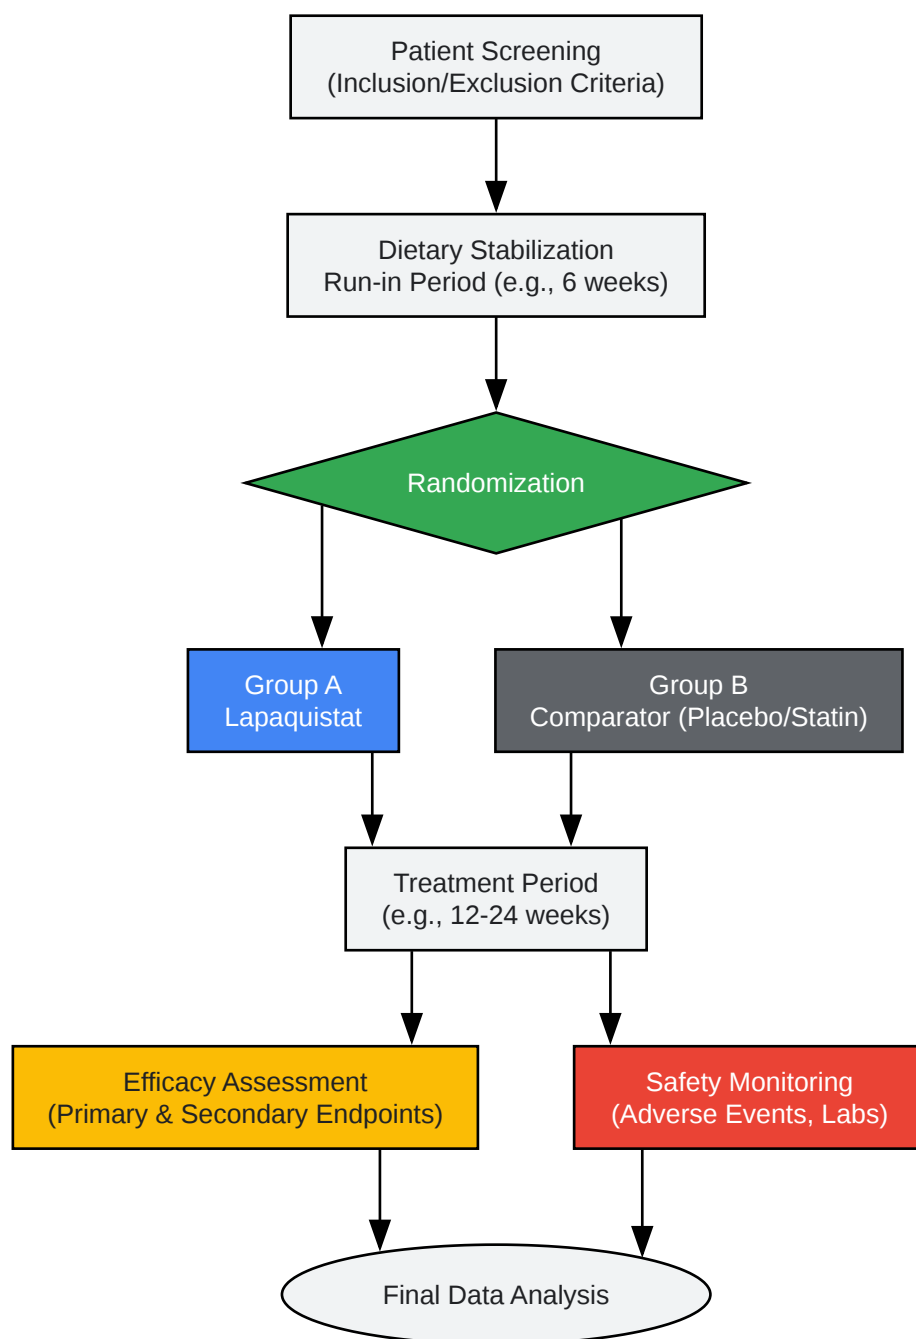 Patient Screening
(Inclusion/Exclusion Criteria)
Dietary Stabilization
Run-in Period (e.g., 6 weeks)
Randomization
Group A
Lapaquistat
Group B
Comparator (Placebo/Statin)
Treatment Period
(e.g., 12-24 weeks)
Efficacy Assessment
(Primary & Secondary Endpoints)
Safety Monitoring
(Adverse Events, Labs)
Final Data Analysis